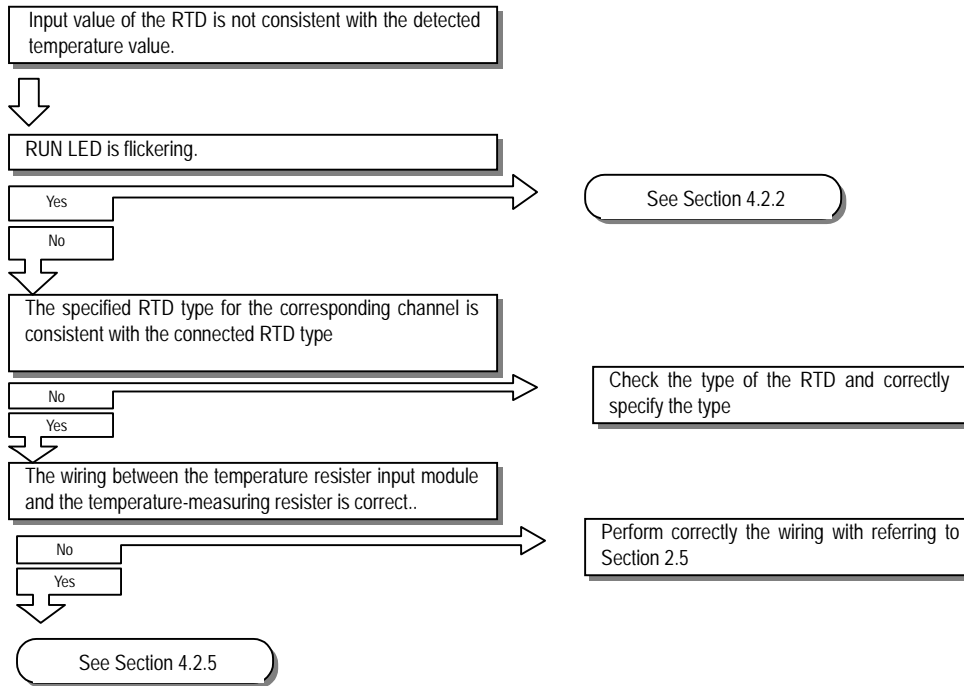 Input value of the RTD is not consistent with the detected
temperature value.
RUN LED is flickering.
Yes
See Section 4.2.2
No
The specified RTD type for the corresponding channel is
consistent with the connected RTD type
No
Check the type of the RTD and correctly
specify the type
Yes
The wiring between the temperature resister input module
and the temperature-measuring resister is correct..
No
Perform correctly the wiring with referring to
Section 2.5
Yes
See Section 4.2.5